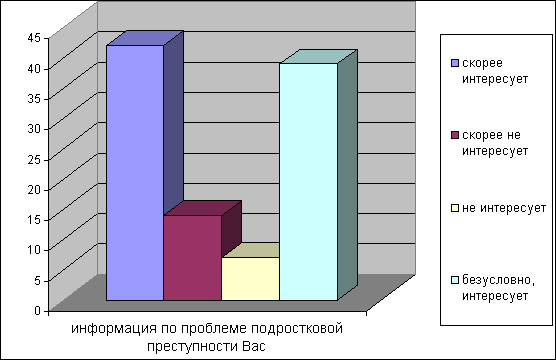 45
40
35
30
25
20
15
10
5
0
информация по проблеме подростковой
преступности Вас
скорее
интересует
скорее не
интересует
не интересует
безусловно,
интересует